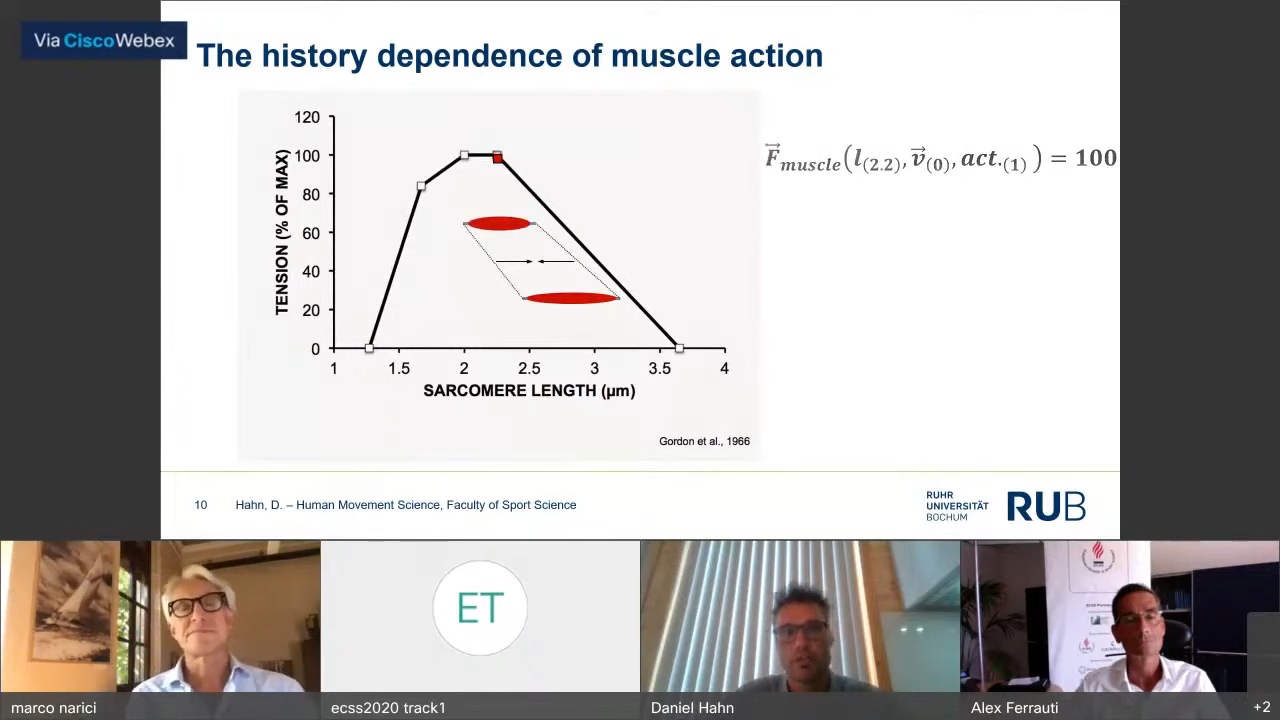 Via CiscoWebex
The history dependence of muscle action
TENSION (% OF MAX)
120
100
80
60
40
20
0
1 1.5 2 2.5 3 3.5 4
SARCOMERE LENGTH (µm)
Gordon et al., 1966
F⃗muscle(l(2.2), v⃗(0), act.(1) ) = 100
10 Hahn, D. – Human Movement Science, Faculty of Sport Science
RUHR
UNIVERSITÄT
BOCHUM
RUB
ET
marco narici
ecss2020 track1
Daniel Hahn
Alex Ferrauti
+2